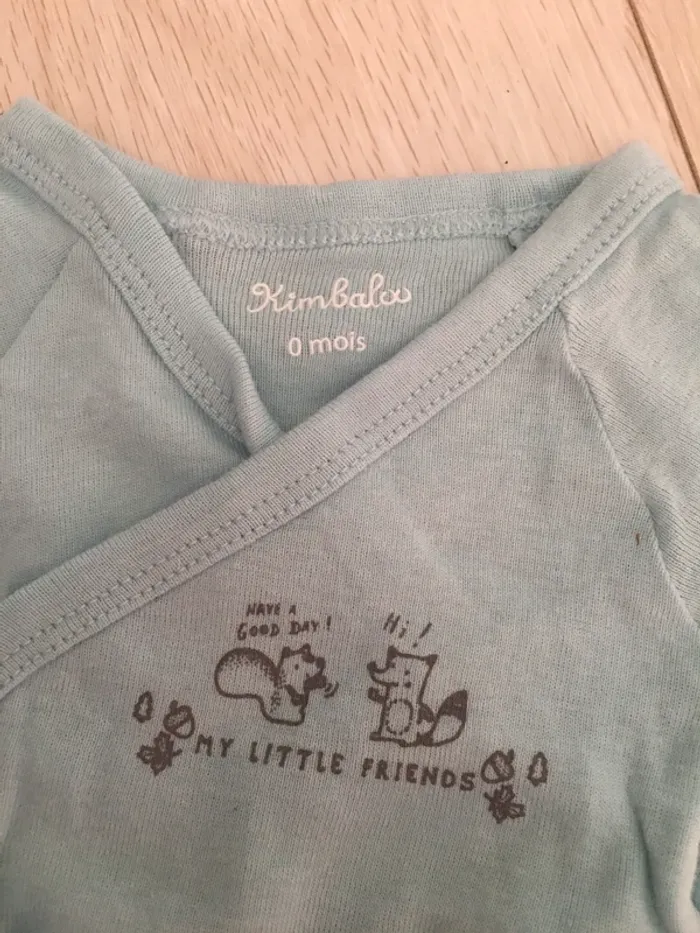 Kimbaloo
0 mois
HAVE A
GOOD DAY!
Hi!
MY LITTLE FRIENDS